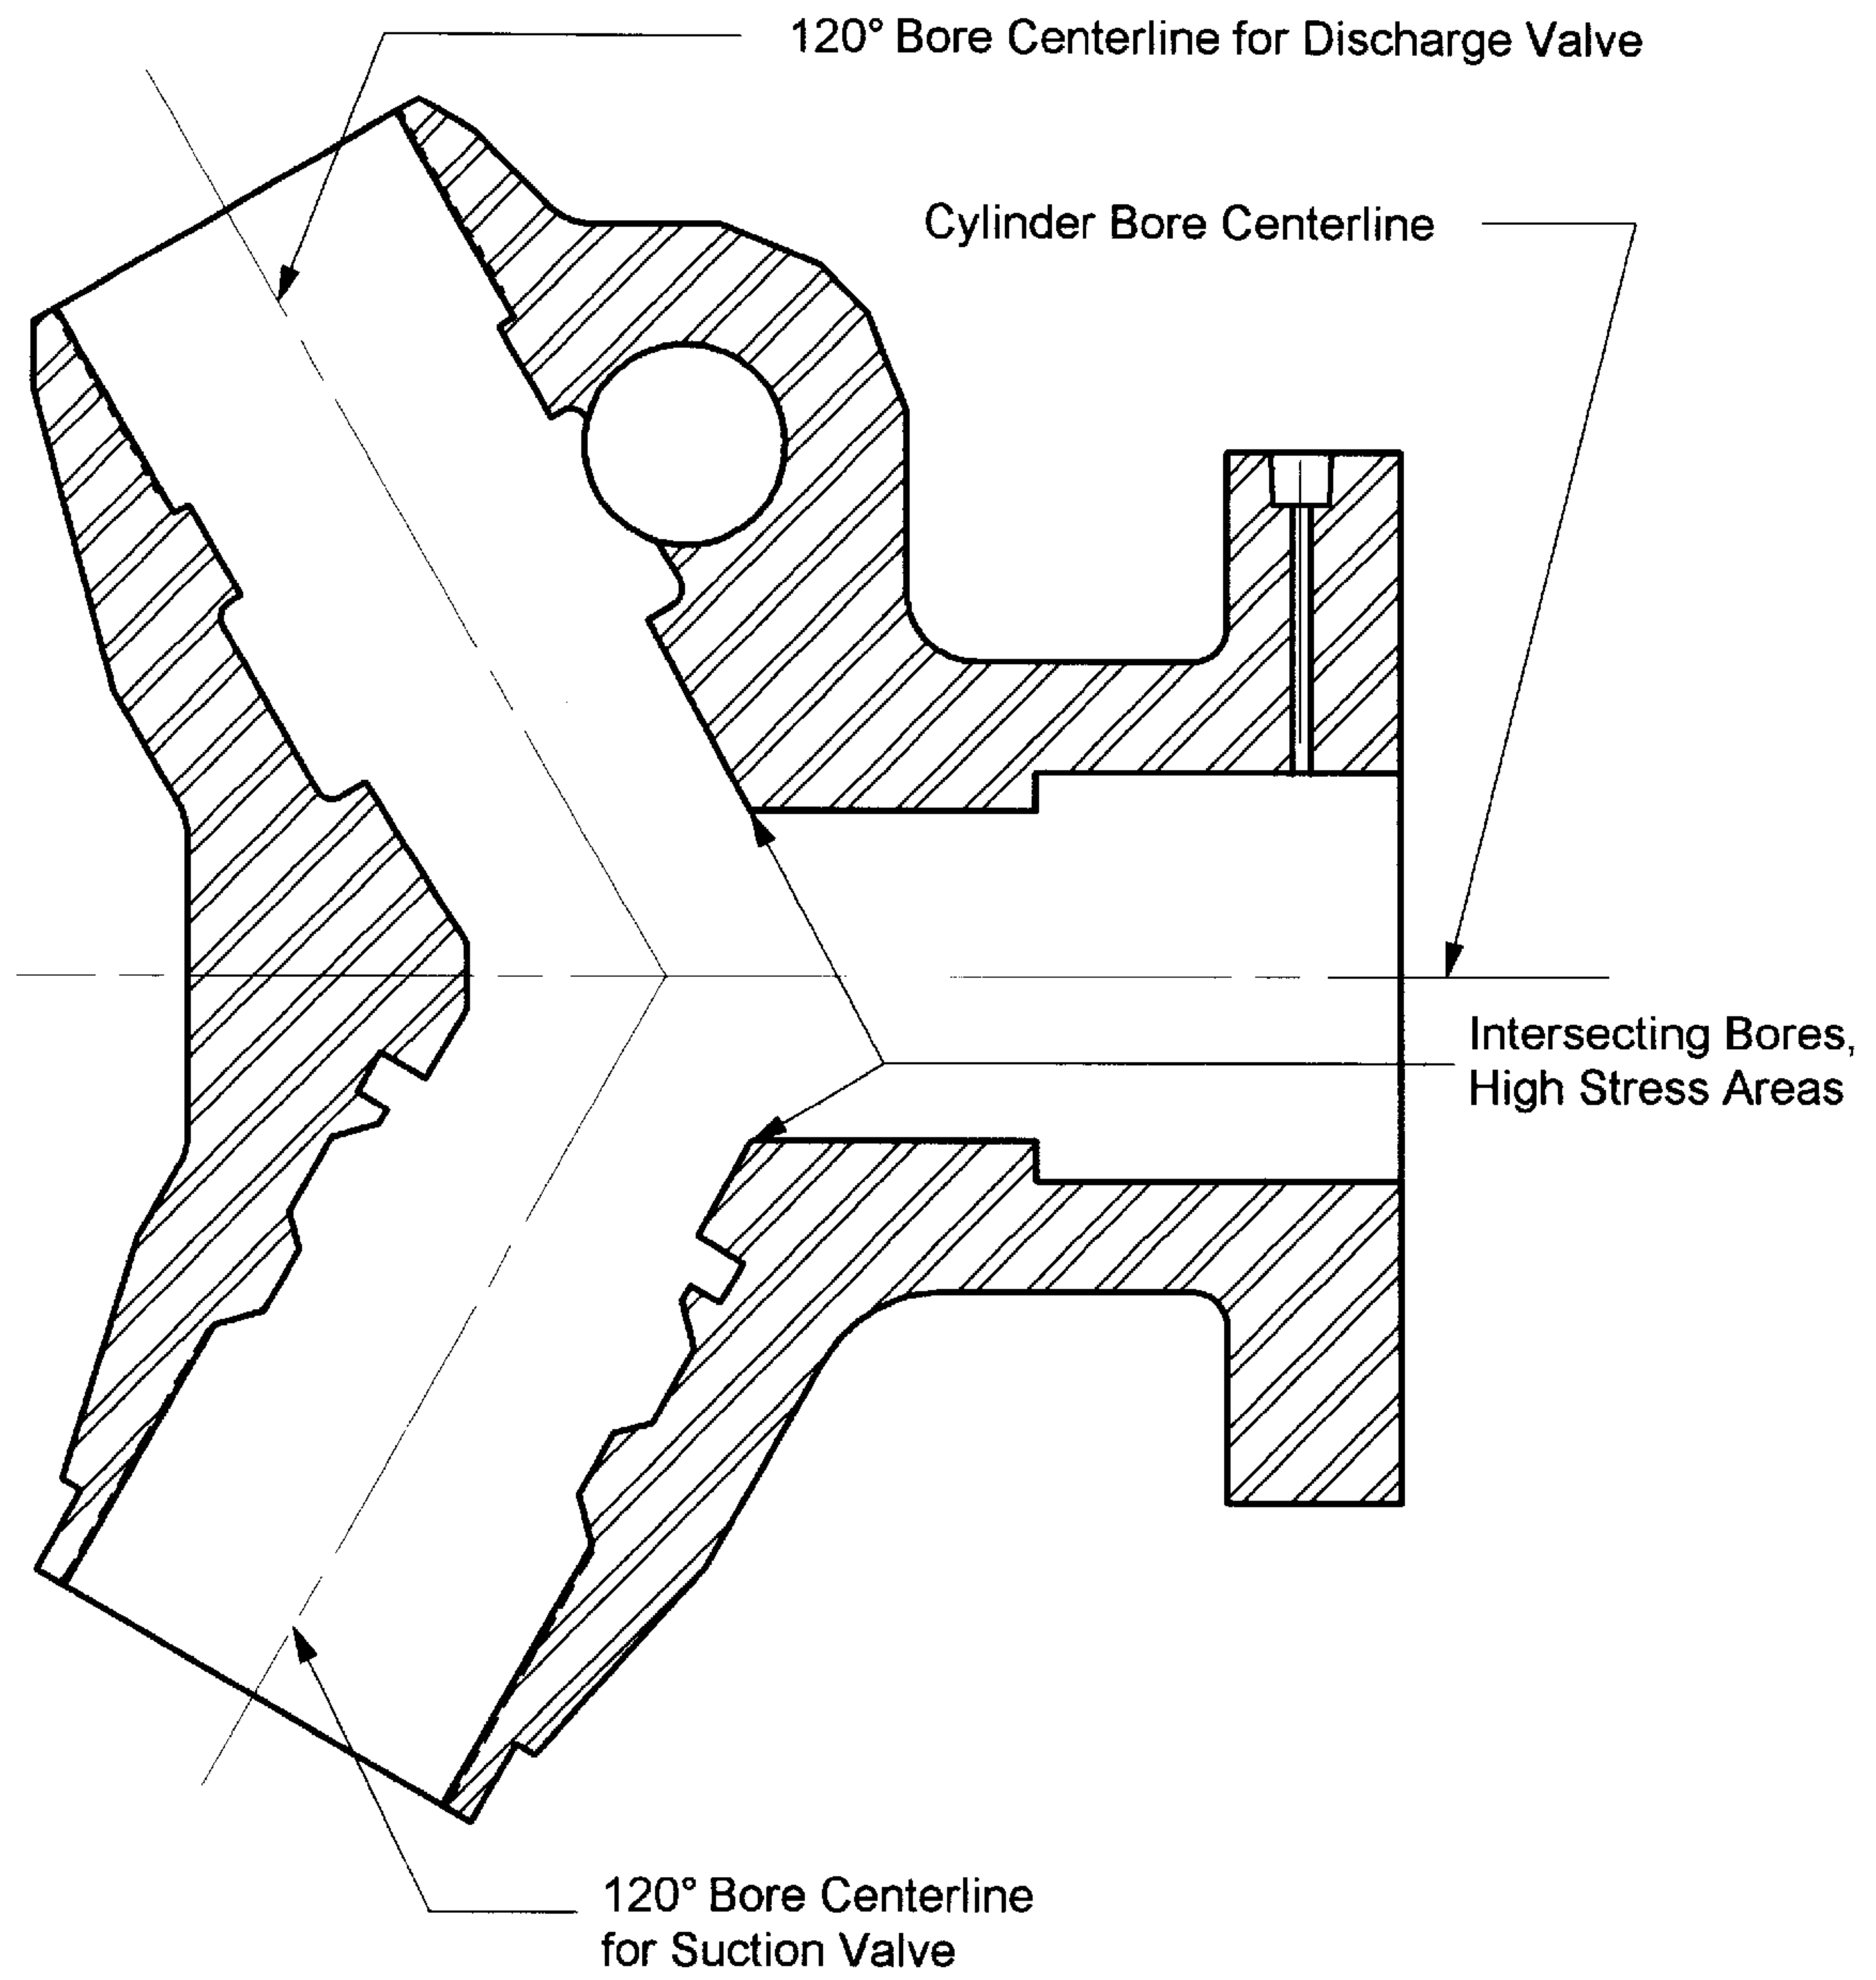 120° Bore Centerline for Discharge Valve
Cylinder Bore Centerline
Intersecting Bores,
High Stress Areas
120° Bore Centerline
for Suction Valve